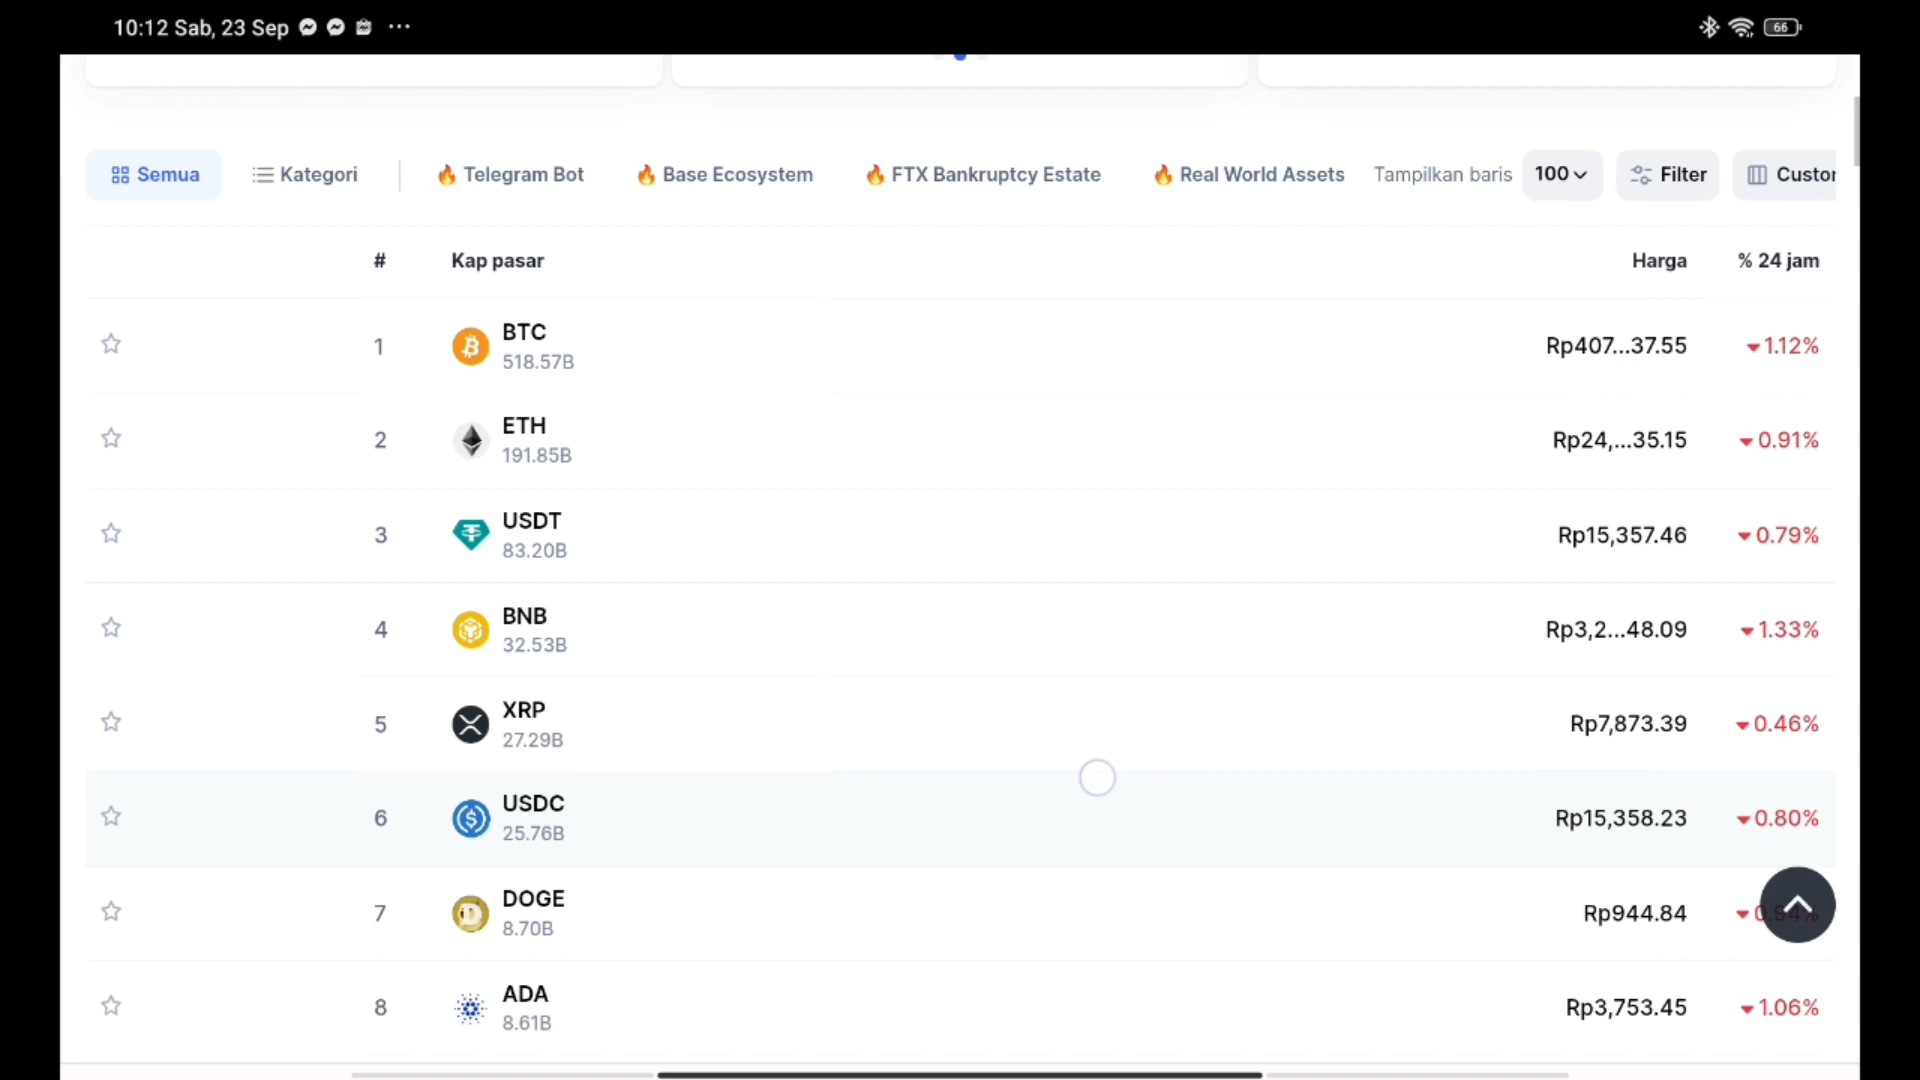 10:12 Sab, 23 Sep
66
Semua Kategori Telegram Bot Base Ecosystem FTX Bankruptcy Estate Real World Assets Tampilkan baris 100 Filter Custor
# Kap pasar Harga % 24 jam
1 BTC Rp407...37.55 1.12%
518.57B
2 ETH Rp24,...35.15 0.91%
191.85B
3 USDT Rp15,357.46 0.79%
83.20B
4 BNB Rp3,2...48.09 1.33%
32.53B
5 XRP Rp7,873.39 0.46%
27.29B
6 USDC Rp15,358.23 0.80%
25.76B
7 DOGE Rp944.84 0.94%
8.70B
8 ADA Rp3,753.45 1.06%
8.61B